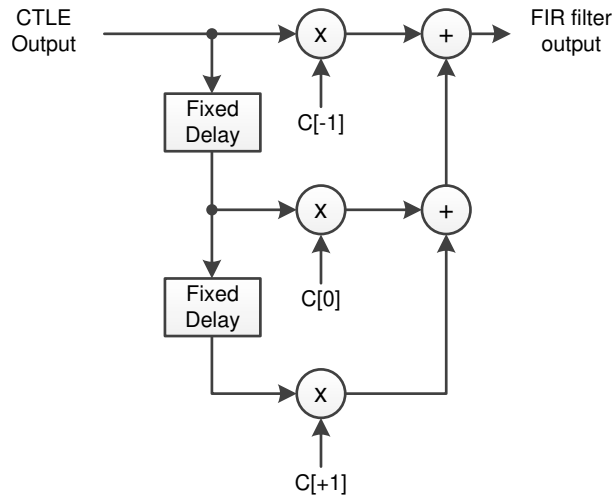 CTLE
Output
FIR filter
output
x
+
C[-1]
Fixed
Delay
x
+
C[0]
Fixed
Delay
x
C[+1]